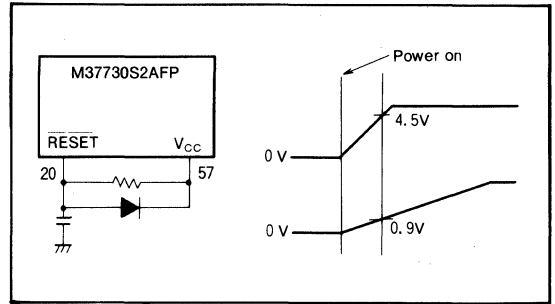 M37730S2AFP
RESET
VCC
20
57
Power on
4.5V
0 V
0.9V
0 V